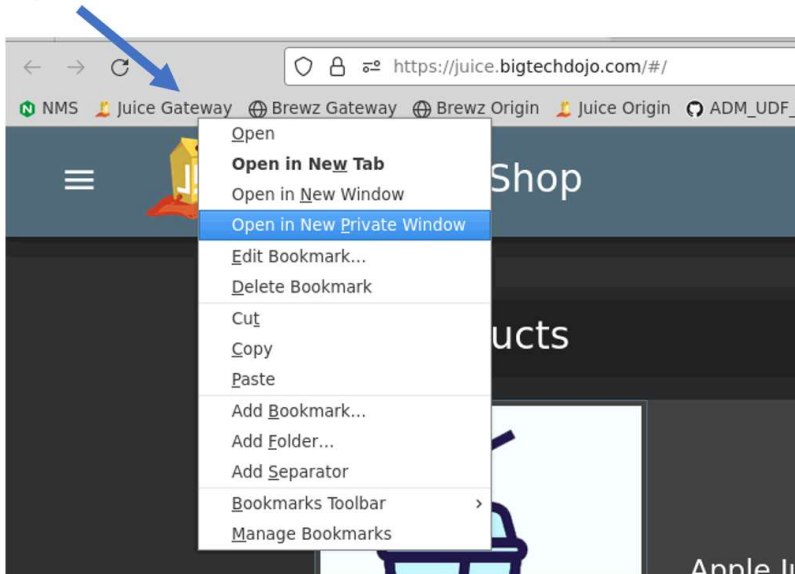 https://juice.bigtechdojo.com/#/
NMS Juice Gateway Brewz Gateway Brewz Origin Juice Origin ADM_UDF_
Shop
Open
Open in New Tab
Open in New Window
Open in New Private Window
Edit Bookmark...
Delete Bookmark
Cut
ucts
Copy
Paste
Add Bookmark...
Add Folder...
Add Separator
Bookmarks Toolbar
Manage Bookmarks
Apple Ju